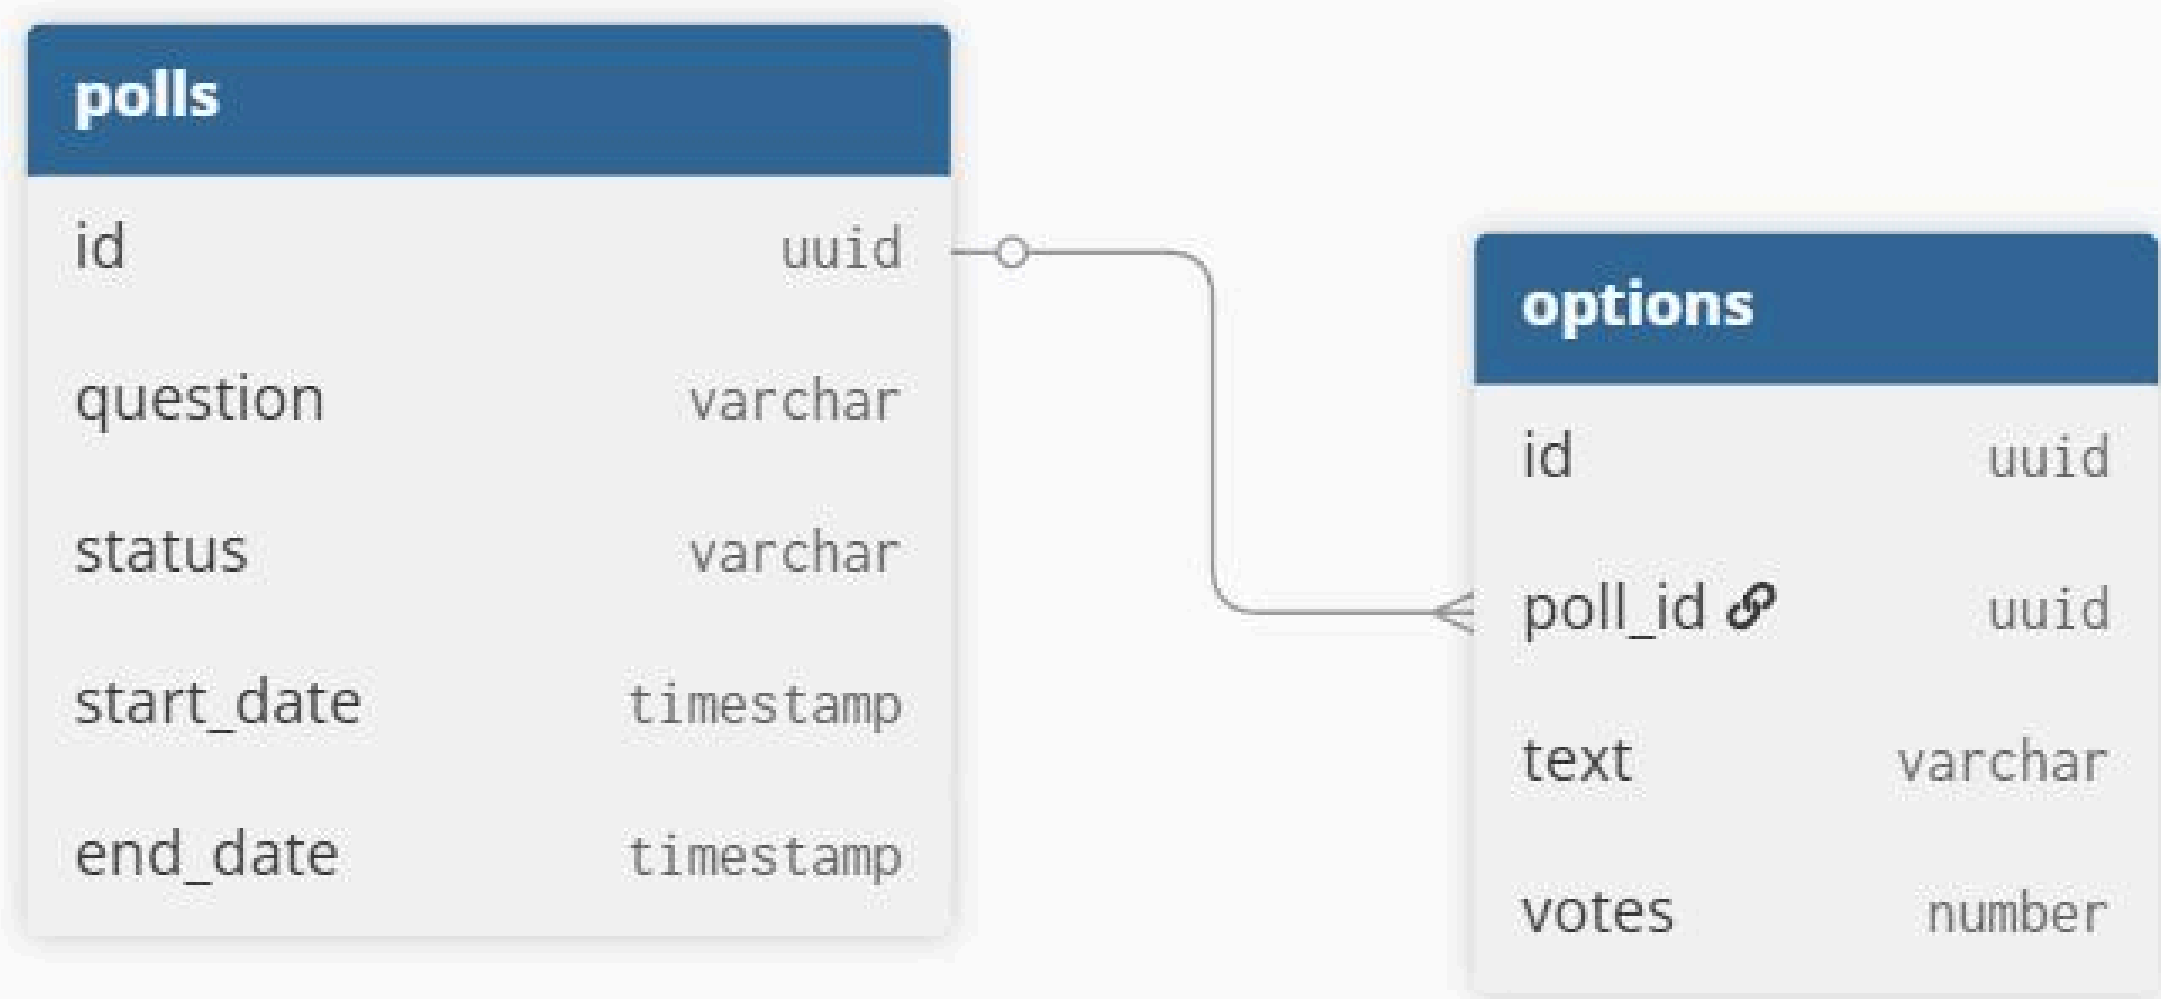 polls
id uuid
question varchar
status varchar
start_date timestamp
end_date timestamp
options
id uuid
poll_id uuid
text varchar
votes number